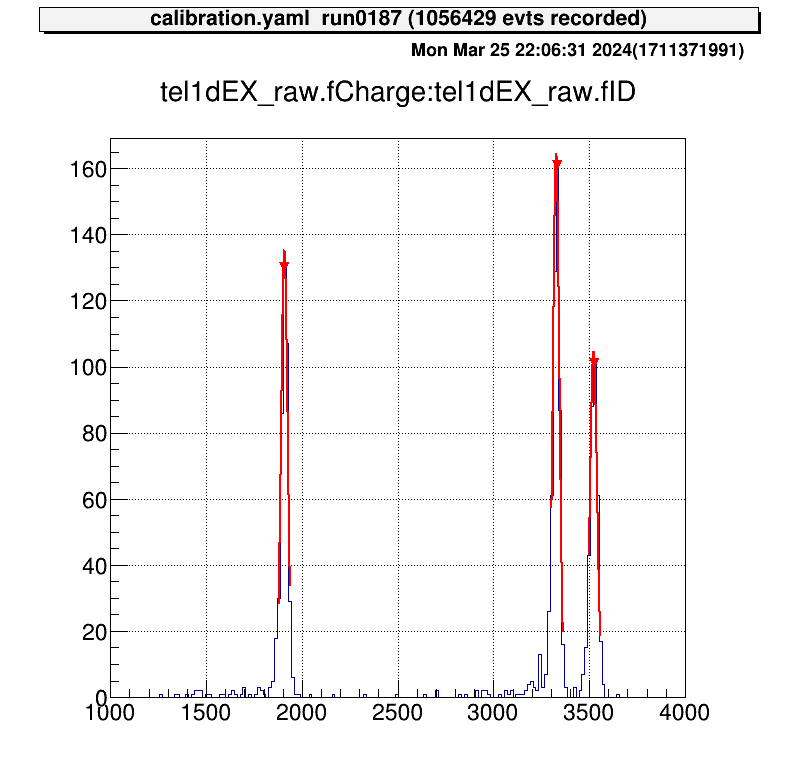 calibration.yaml run0187 (1056429 evts recorded)
Mon Mar 25 22:06:31 2024(1711371991)
tel1dEX_raw.fCharge:tel1dEX_raw.fID
160
140
120
100
80
60
40
20
0
1000 1500 2000 2500 3000 3500 4000